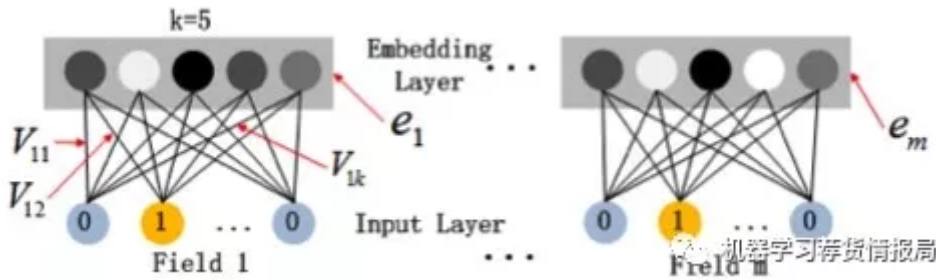 k=5
Embedding
Layer
...
e1
em
V11
V12
V1k
0 1 ... 0
Input Layer
0 1 ... 0
Field 1
...
Field m
机器学习荐货情报局